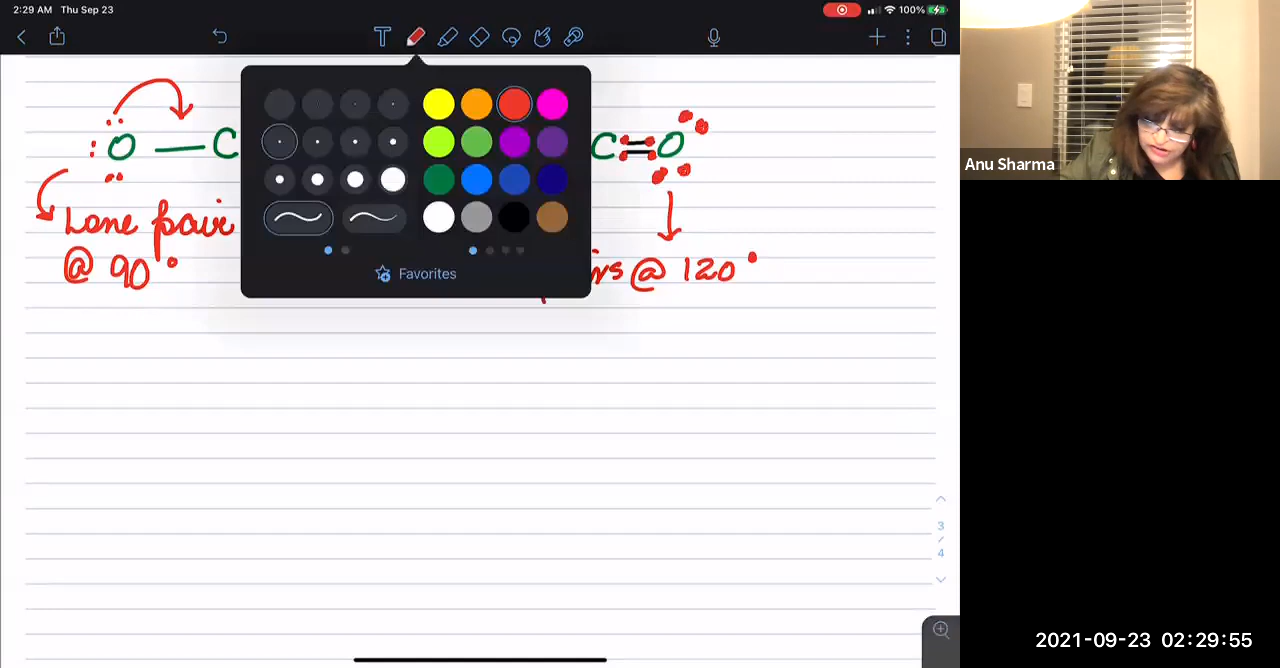 2:29 AM Thu Sep 23
100%
Anu Sharma
O — C
C=O
Lone pair
@ 90°
@ 120°
Favorites
3
/
4
2021-09-23 02:29:55